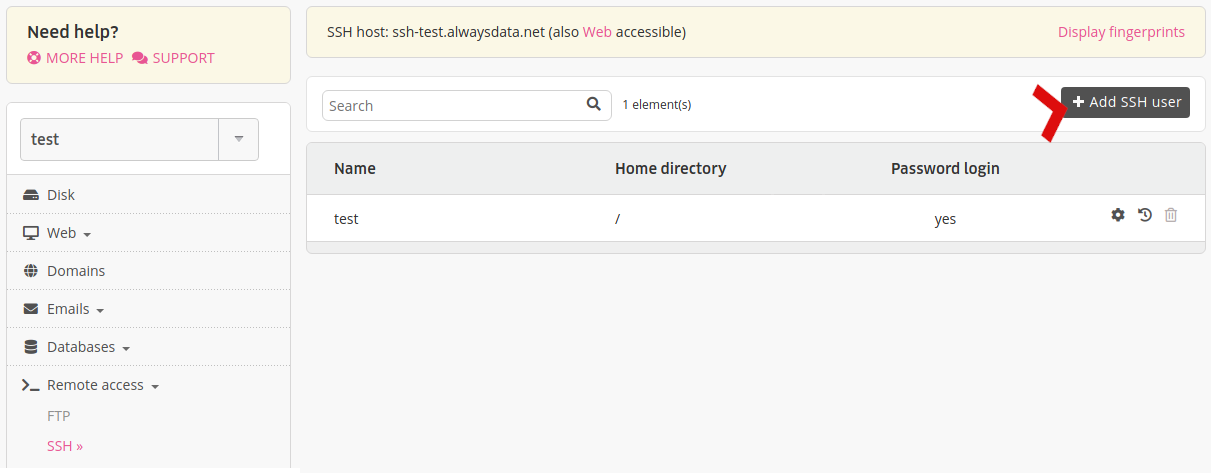 Need help?
MORE HELP SUPPORT
test
Disk
Web
Domains
Emails
Databases
Remote access
FTP
SSH »
SSH host: ssh-test.alwaysdata.net (also Web accessible) Display fingerprints
Search 1 element(s) Add SSH user
Name Home directory Password login
test / yes